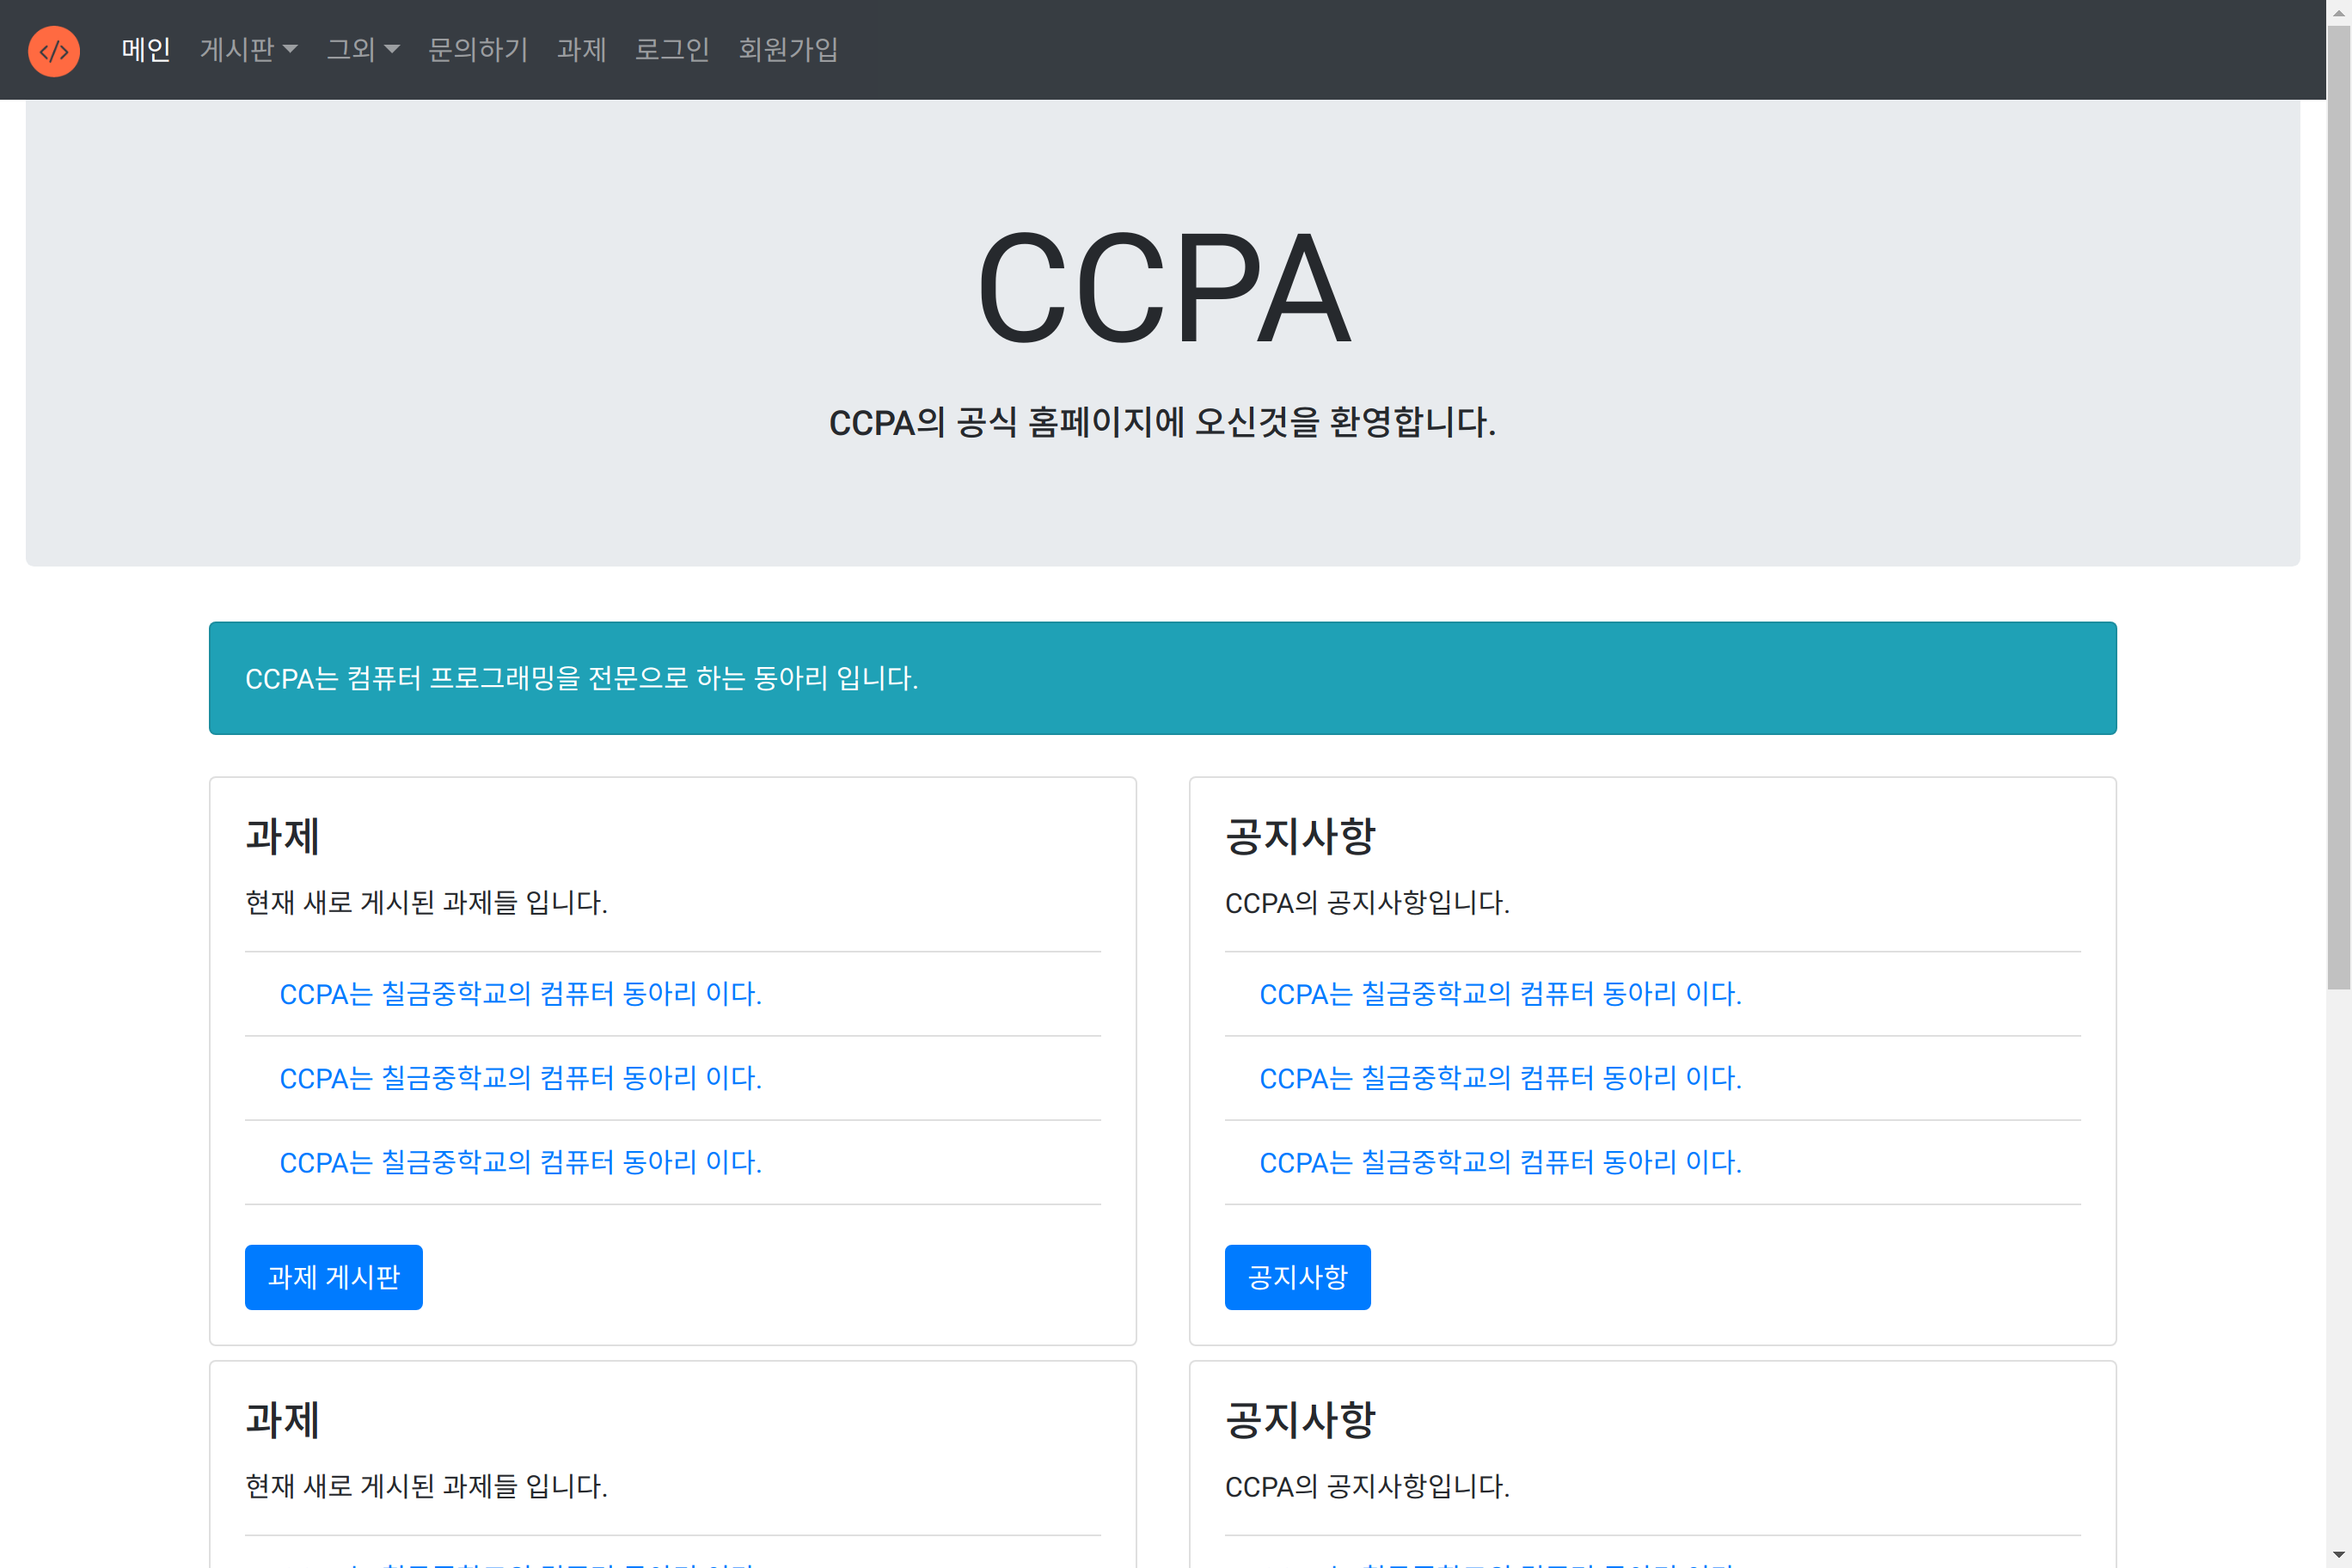 </> 메인 게시판 그외 문의하기 과제 로그인 회원가입
CCPA
CCPA의 공식 홈페이지에 오신것을 환영합니다.
CCPA는 컴퓨터 프로그래밍을 전문으로 하는 동아리 입니다.
과제
현재 새로 게시된 과제들 입니다.
CCPA는 칠금중학교의 컴퓨터 동아리 이다.
CCPA는 칠금중학교의 컴퓨터 동아리 이다.
CCPA는 칠금중학교의 컴퓨터 동아리 이다.
과제 게시판
공지사항
CCPA의 공지사항입니다.
CCPA는 칠금중학교의 컴퓨터 동아리 이다.
CCPA는 칠금중학교의 컴퓨터 동아리 이다.
CCPA는 칠금중학교의 컴퓨터 동아리 이다.
공지사항
과제
현재 새로 게시된 과제들 입니다.
공지사항
CCPA의 공지사항입니다.